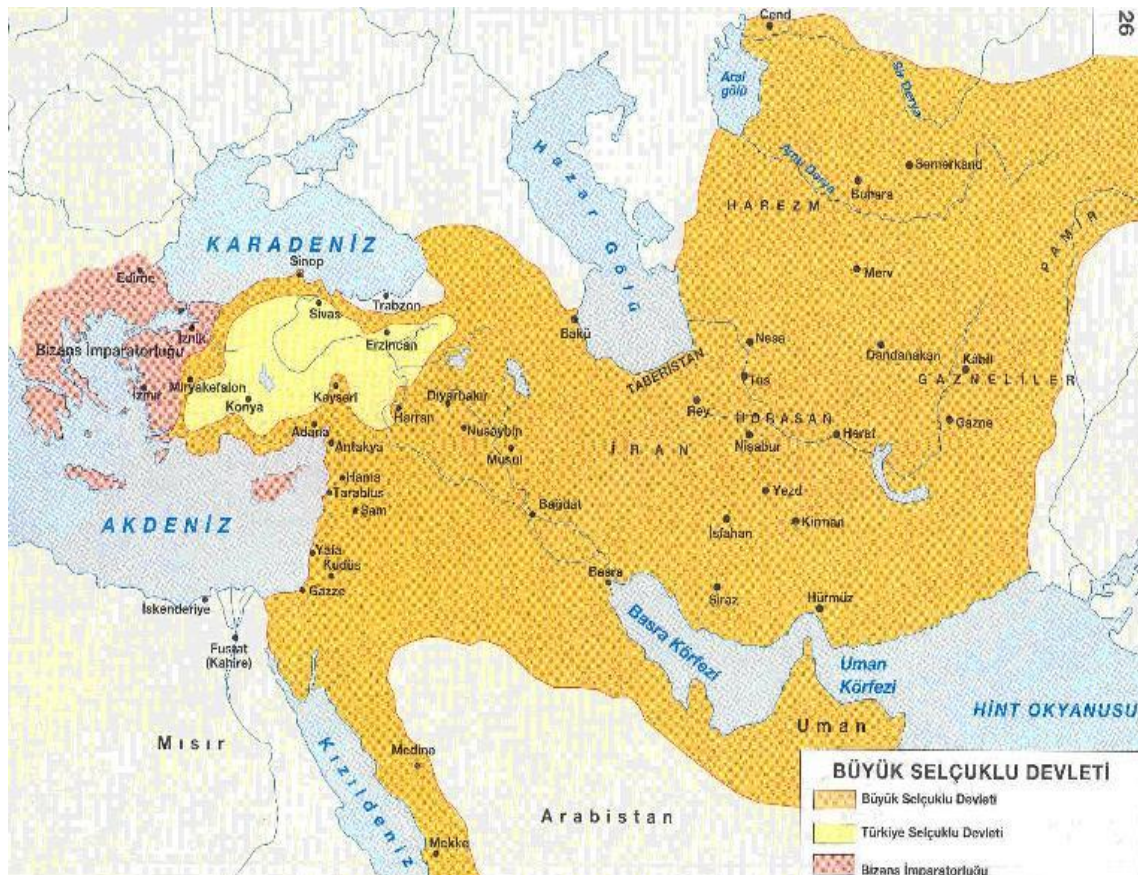 26
Cend
Aral
gölü
Sir Derya
Hazar Gölü
Amu Derya
Semerkand
Buhara
HAREZM
PAMİR
KARADENİZ
Sinop
Edirne
Merv
Trabzon
Sivas
Bakü
İznik
Erzincan
Nesa
Bizans İmparatorluğu
Dandanakan
Kâbil
TABERİSTAN
Tus
GAZNELİLER
Miryakefalon
İzmir
Kayseri
Diyarbakır
Konya
Harran
Rey
HORASAN
Gazne
Adana
Nusaybin
Nişabur
Herat
Antakya
Musul
İRAN
Hama
Tarablus
Yezd
Şam
AKDENİZ
Bağdat
İsfahan
Kirman
Yafa
Kudüs
Basra
Gazze
Şiraz
İskenderiye
Hürmüz
Basra Körfezi
Fustat
(Kahire)
Uman
Körfezi
HİNT OKYANUSU
Uman
Mısır
Medine
Kızıldeniz
Arabistan
Mekke
BÜYÜK SELÇUKLU DEVLETİ
Büyük Selçuklu Devleti
Türkiye Selçuklu Devleti
Bizans İmparatorluğu